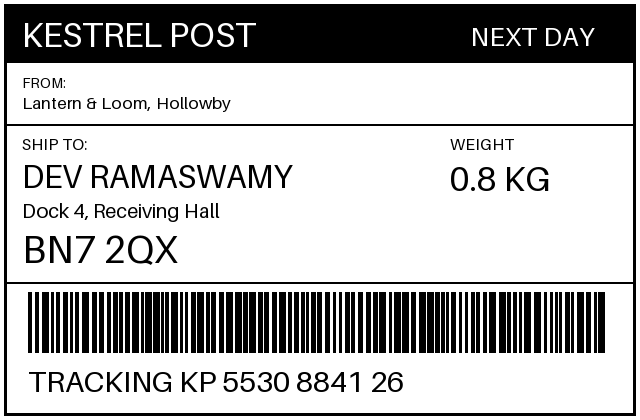 KESTREL POST
NEXT DAY
FROM:
Lantern & Loom, Hollowby
SHIP TO:
DEV RAMASWAMY
Dock 4, Receiving Hall
BN7 2QX
WEIGHT
0.8 KG
TRACKING KP 5530 8841 26